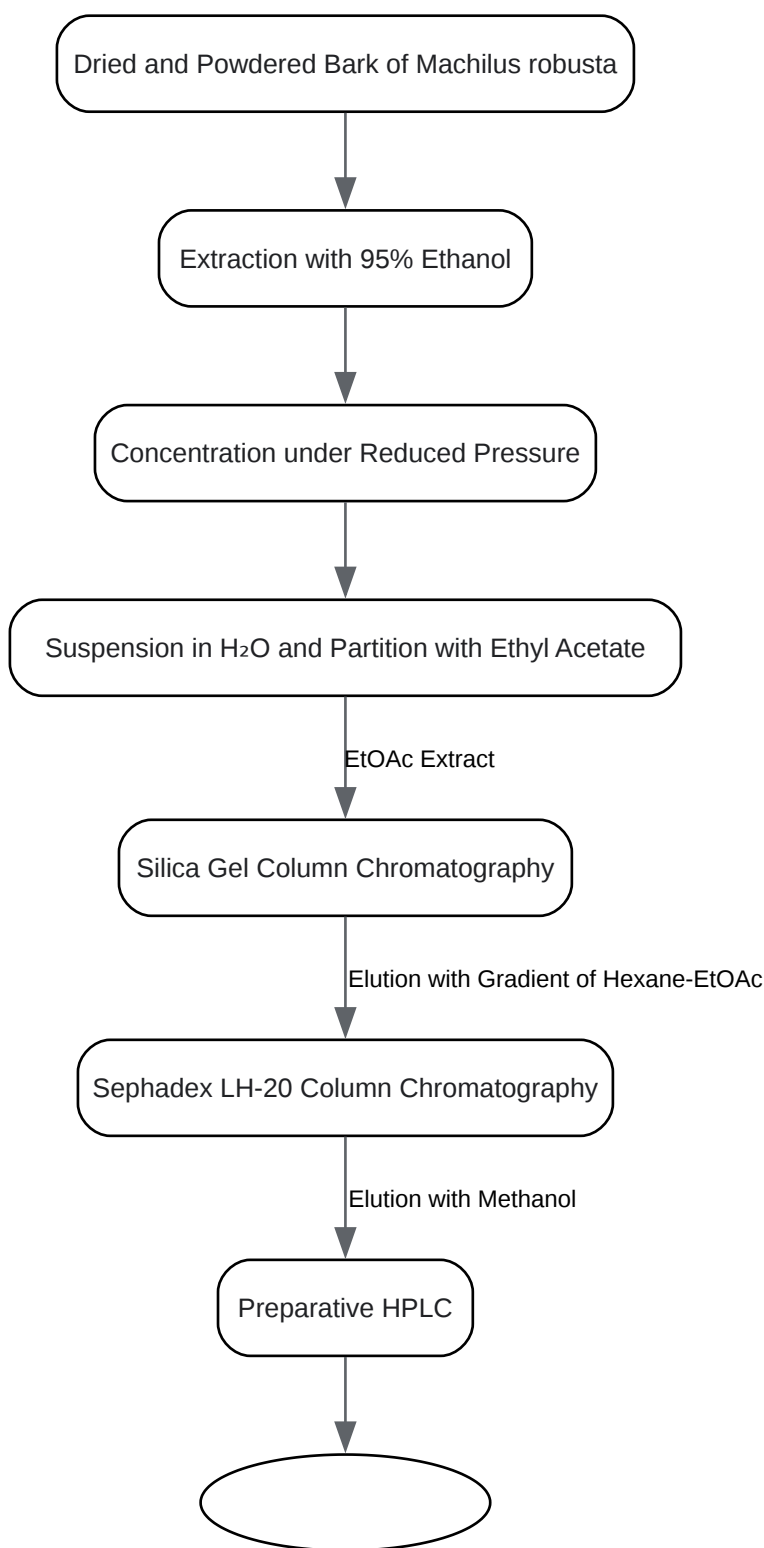 Dried and Powdered Bark of Machilus robusta
Extraction with 95% Ethanol
Concentration under Reduced Pressure
Suspension in H₂O and Partition with Ethyl Acetate
EtOAc Extract
Silica Gel Column Chromatography
Elution with Gradient of Hexane-EtOAc
Sephadex LH-20 Column Chromatography
Elution with Methanol
Preparative HPLC